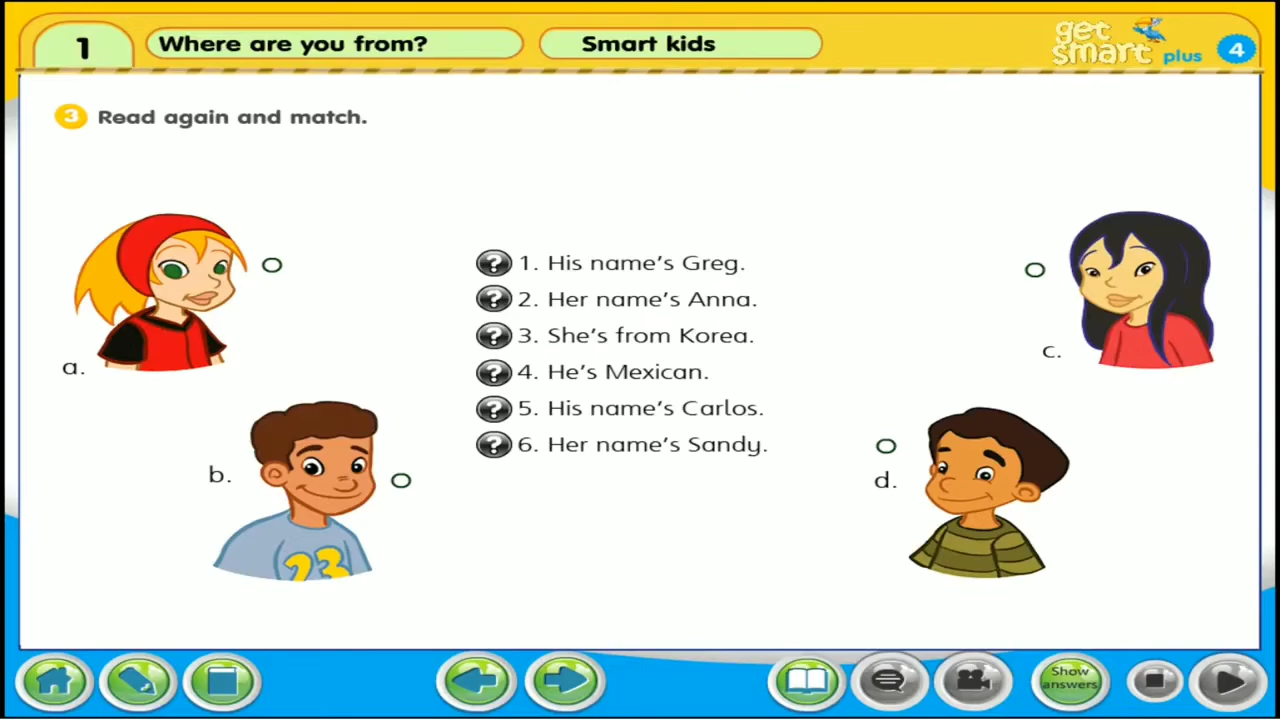 1
Where are you from?
Smart kids
get
smart plus 4
3 Read again and match.
a.
b.
23
1. His name's Greg.
2. Her name's Anna.
3. She's from Korea.
4. He's Mexican.
5. His name's Carlos.
6. Her name's Sandy.
c.
d.
Show
answers